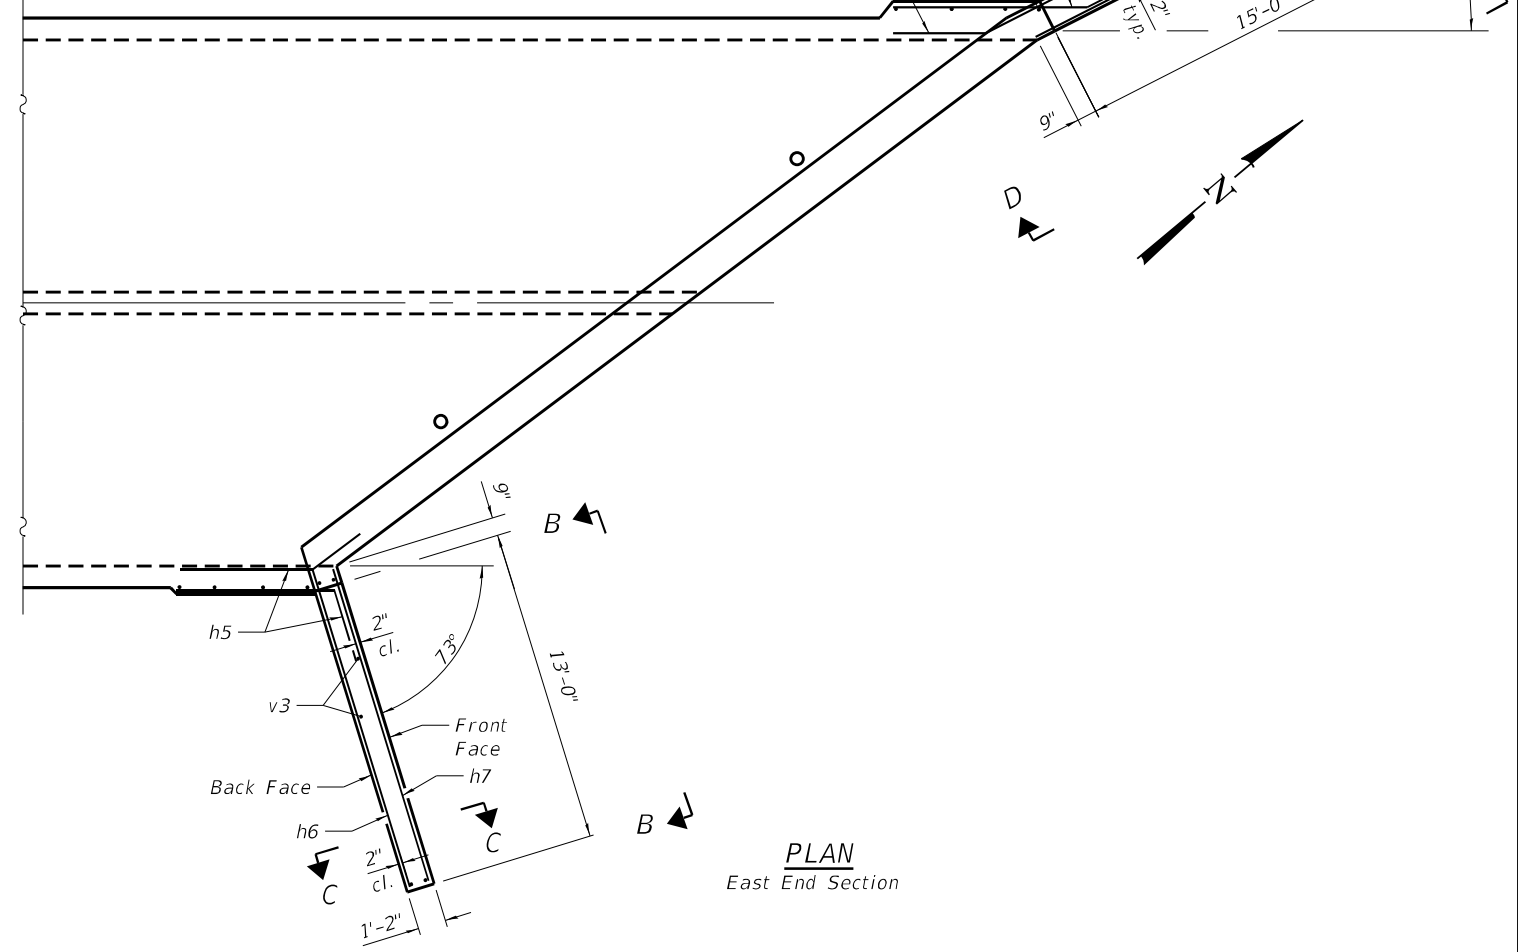 2"
typ.
15'-0
9"
N
D
9"
B
h5
2"
cl.
73°
13'-0"
v3
Front
Face
h7
Back Face
h6
B
C
2"
cl.
C
1'-2"
PLAN
East End Section